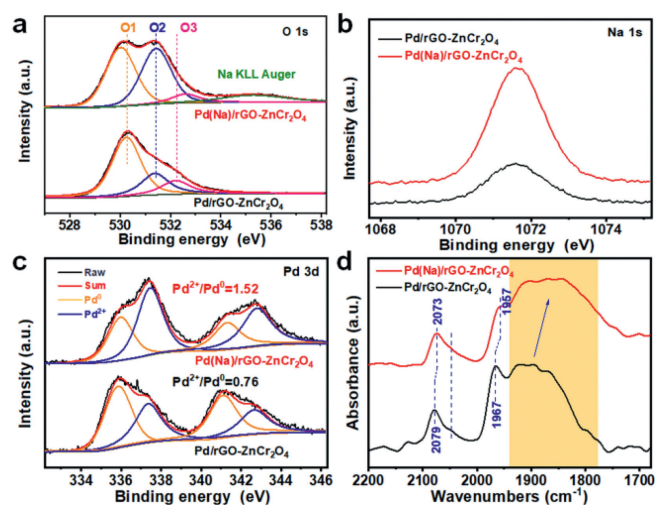 a
O1 O2 O3 O 1s
Na KLL Auger
Pd(Na)/rGO-ZnCr₂O₄
Pd/rGO-ZnCr₂O₄
Intensity (a.u.)
528 530 532 534 536 538
Binding energy (eV)
b
Na 1s
Pd/rGO-ZnCr₂O₄
Pd(Na)/rGO-ZnCr₂O₄
Intensity (a.u.)
1068 1070 1072 1074
Binding energy (eV)
c
Pd 3d
Raw
Sum
Pd⁰
Pd²⁺
Pd²⁺/Pd⁰=1.52
Pd(Na)/rGO-ZnCr₂O₄
Pd²⁺/Pd⁰=0.76
Pd/rGO-ZnCr₂O₄
Intensity (a.u.)
334 336 338 340 342 344 346
Binding energy (eV)
d
Pd(Na)/rGO-ZnCr₂O₄
Pd/rGO-ZnCr₂O₄
2073
1957
2079
1967
Absorbance (a.u.)
2200 2100 2000 1900 1800 1700
Wavenumbers (cm⁻¹)